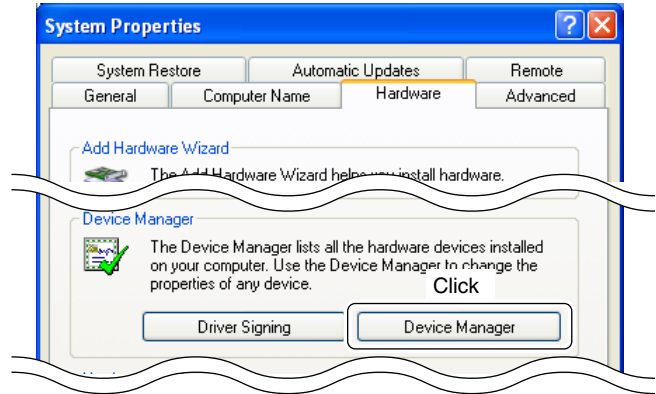 System Properties
System Restore Automatic Updates Remote
General Computer Name Hardware Advanced
Add Hardware Wizard
The Add Hardware Wizard helps you install hardware.
Device Manager
The Device Manager lists all the hardware devices installed
on your computer. Use the Device Manager to change the
properties of any device.
Click
Driver Signing Device Manager